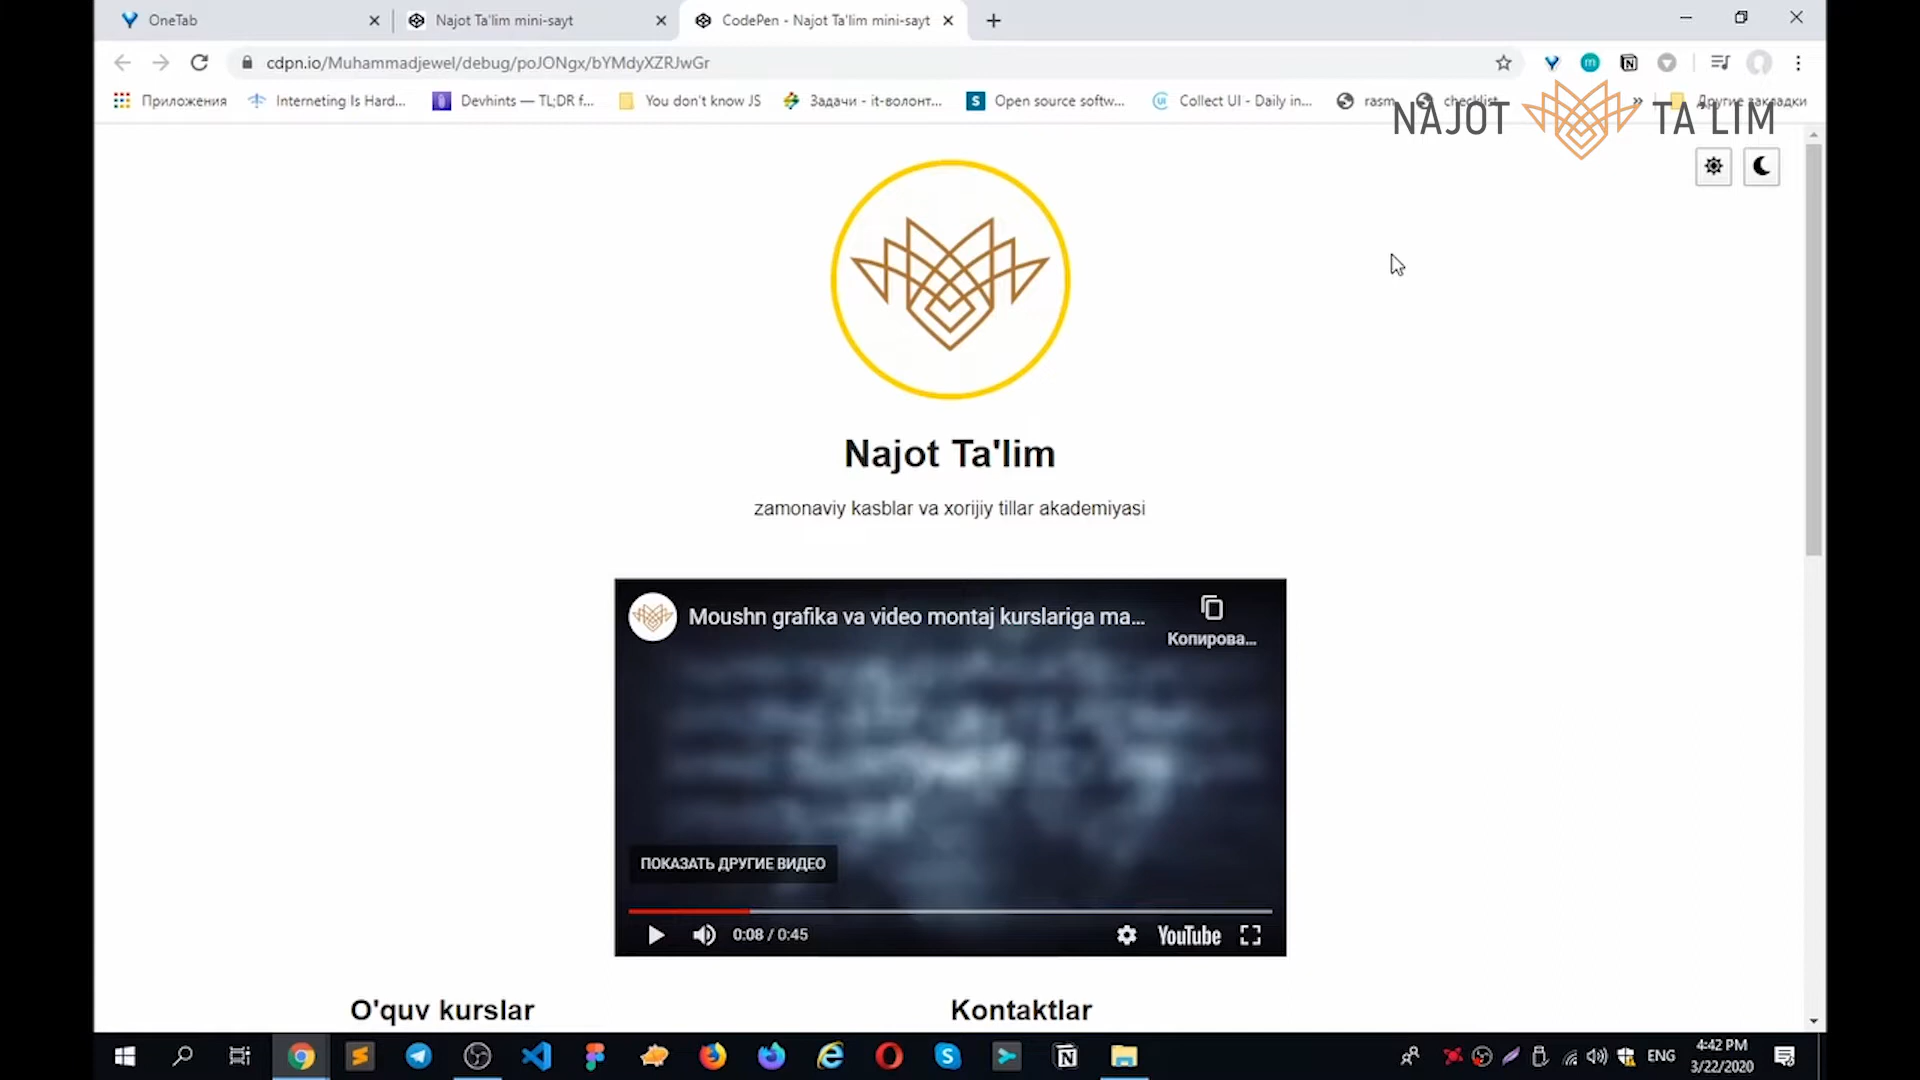 OneTab
Najot Ta'lim mini-sayt
CodePen - Najot Ta'lim mini-sayt
cdpn.io/Muhammadjewel/debug/poJONgx/bYMdyXZRJwGr
Приложения
Interneting Is Hard...
Devhints — TL;DR f...
You don't know JS
Задачи - it-волонт...
Open source softw...
Collect UI - Daily in...
rasm
checklist
»
Другие закладки
NAJOT TA'LIM
Najot Ta'lim
zamonaviy kasblar va xorijiy tillar akademiyasi
Moushn grafika va video montaj kurslariga ma...
Копирова...
ПОКАЗАТЬ ДРУГИЕ ВИДЕО
0:08 / 0:45
YouTube
O'quv kurslar
Kontaktlar
ENG
4:42 PM
3/22/2020